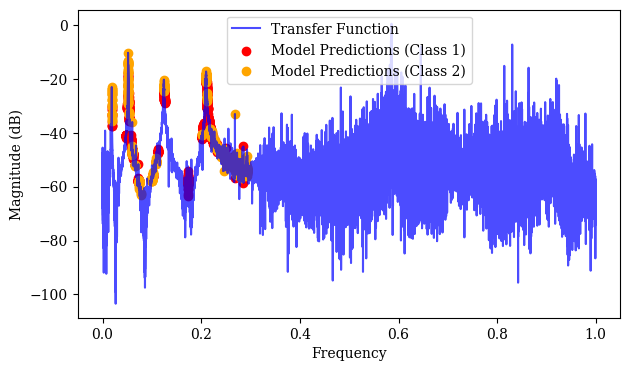 Transfer Function
Model Predictions (Class 1)
Model Predictions (Class 2)
Magnitude (dB)
0
−20
−40
−60
−80
−100
0.0 0.2 0.4 0.6 0.8 1.0
Frequency